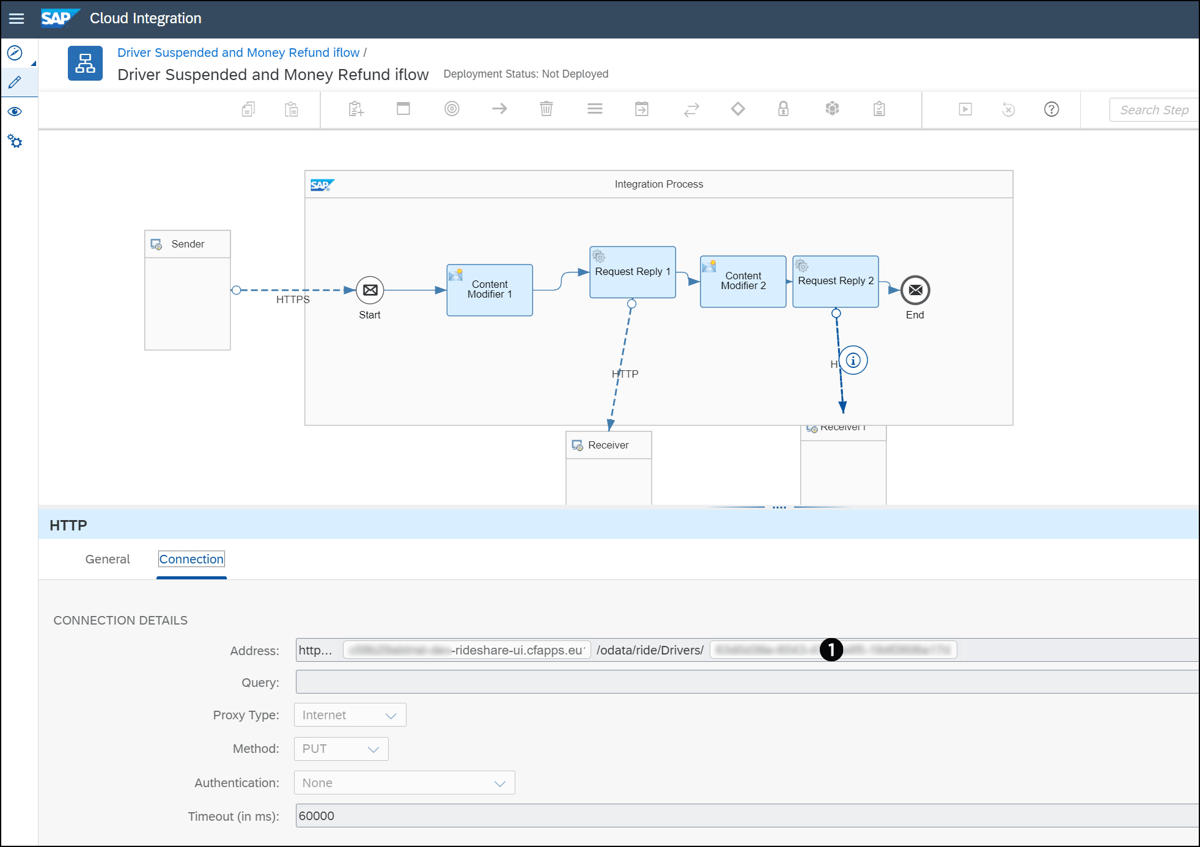 SAP Cloud Integration
Driver Suspended and Money Refund iflow /
Driver Suspended and Money Refund iflow Deployment Status: Not Deployed
Search Step
SAP Integration Process
Sender
HTTPS
Start
Content
Modifier 1
Request Reply 1
Content
Modifier 2
Request Reply 2
End
HTTP
H
Receiver
Receiver1
HTTP
General Connection
CONNECTION DETAILS
Address: http... -rideshare-ui.cfapps.eu /odata/ride/Drivers/ 1
Query:
Proxy Type: Internet
Method: PUT
Authentication: None
Timeout (in ms): 60000